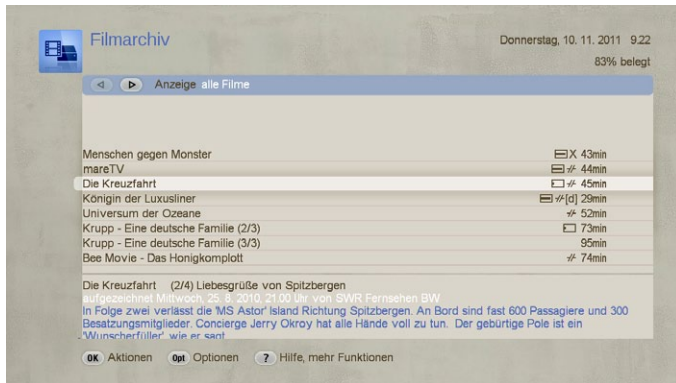 Filmarchiv
Donnerstag, 10. 11. 2011 9.22
83% belegt
Anzeige alle Filme
Menschen gegen Monster X 43min
mareTV 44min
Die Kreuzfahrt 45min
Königin der Luxusliner [d] 29min
Universum der Ozeane 52min
Krupp - Eine deutsche Familie (2/3) 73min
Krupp - Eine deutsche Familie (3/3) 95min
Bee Movie - Das Honigkomplott 74min
Die Kreuzfahrt (2/4) Liebesgrüße von Spitzbergen
aufgezeichnet Mittwoch, 25. 8. 2010, 21.00 Uhr von SWR Fernsehen BW
In Folge zwei verlässt die 'MS Astor' Island Richtung Spitzbergen. An Bord sind fast 600 Passagiere und 300
Besatzungsmitglieder. Concierge Jerry Okroy hat alle Hände voll zu tun. Der gebürtige Pole ist ein
'Wunscherfüller', wie er sagt
OK Aktionen Opt Optionen ? Hilfe, mehr Funktionen